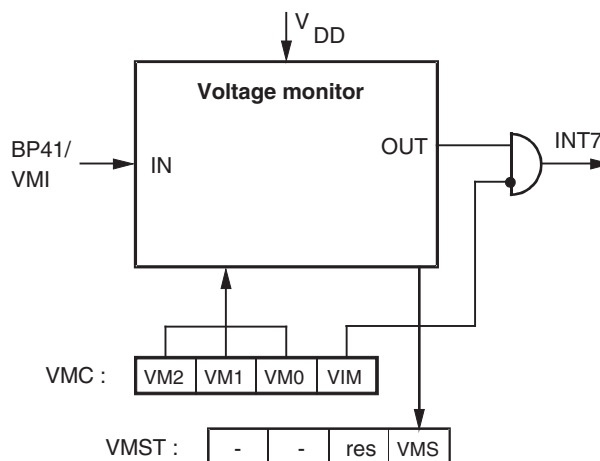 V DD
Voltage monitor
BP41/
VMI
IN
OUT
INT7
VMC : VM2 VM1 VM0 VIM
VMST : - - res VMS